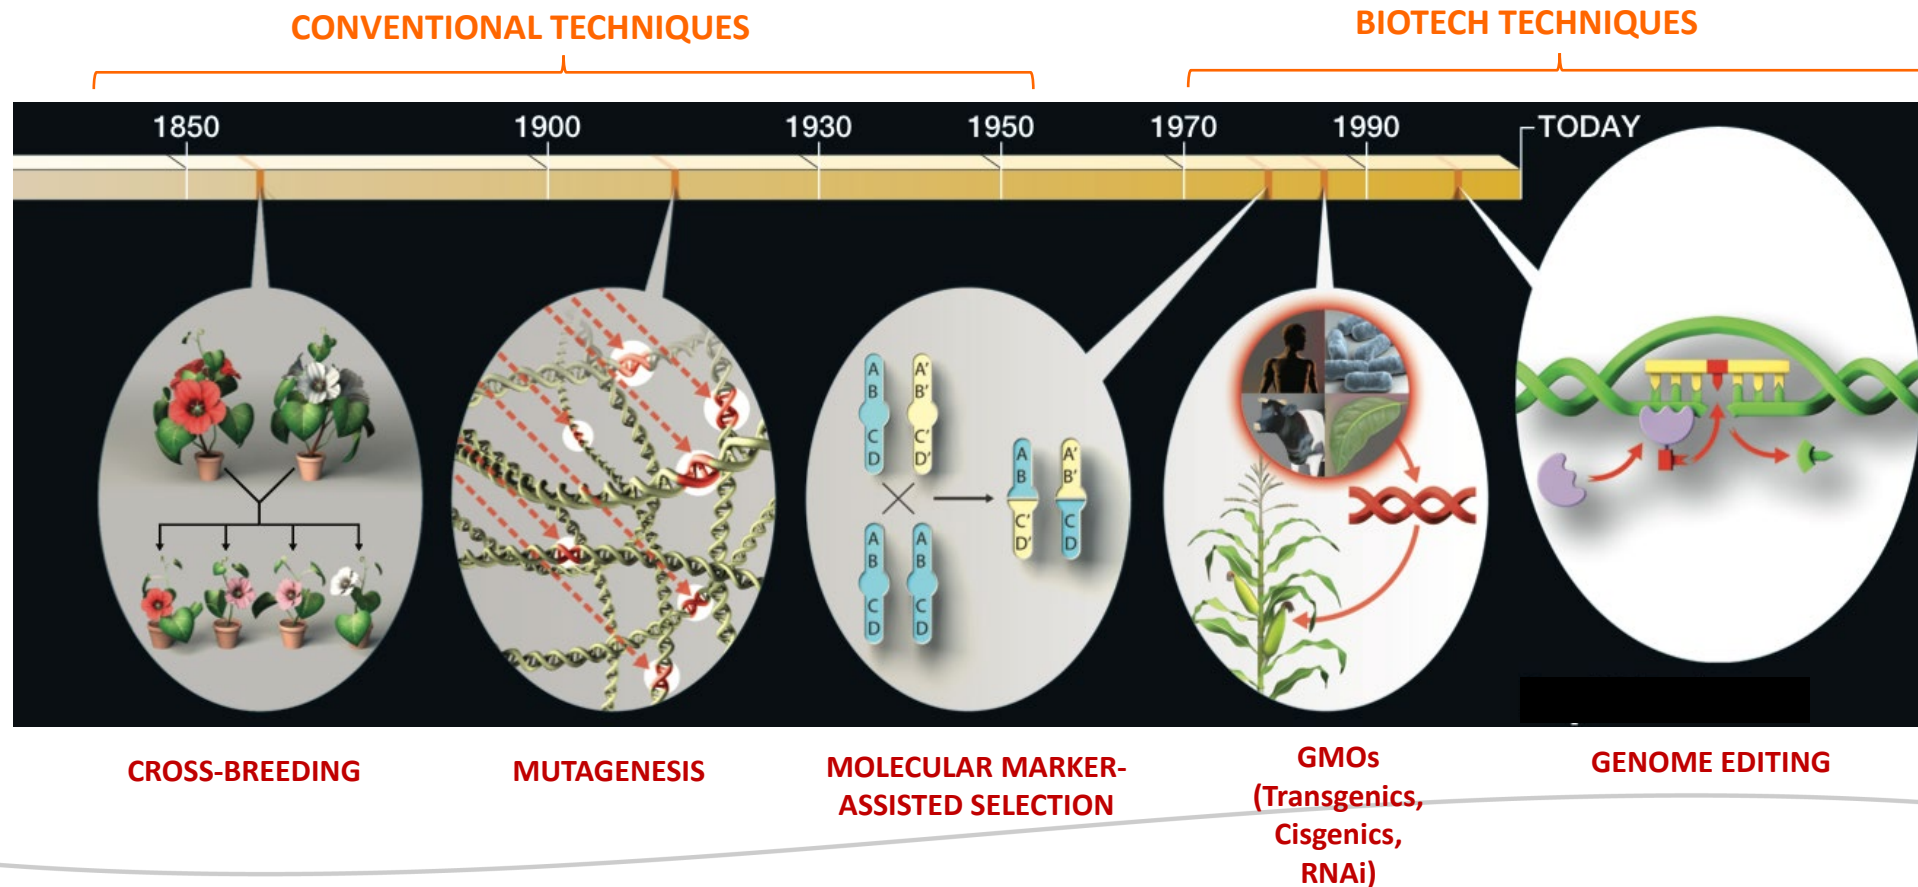 CONVENTIONAL TECHNIQUES
BIOTECH TECHNIQUES
1850
1900
1930
1950
1970
1990
TODAY
A
B
C
D
A'
B'
C'
D'
A
B
C
D
A
B
C
D
A
B
C'
D'
A'
B'
C
D
CROSS-BREEDING
MUTAGENESIS
MOLECULAR MARKER-
ASSISTED SELECTION
GMOs
(Transgenics,
Cisgenics,
RNAi)
GENOME EDITING